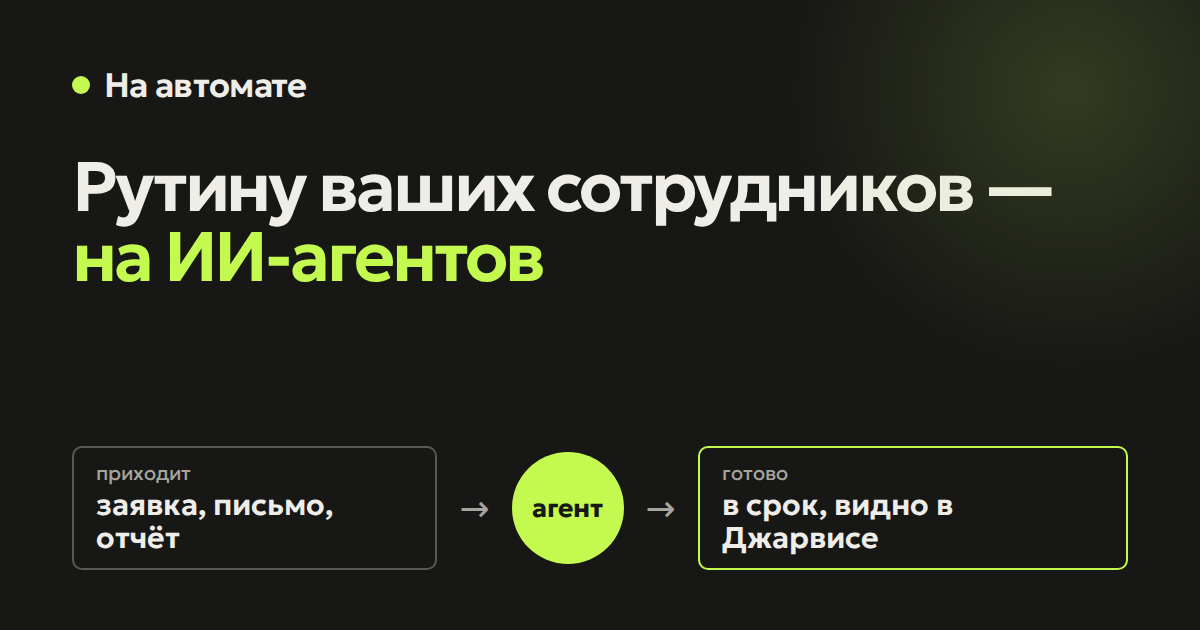 На автомате
Рутину ваших сотрудников —
на ИИ-агентов
приходит
заявка, письмо,
отчёт
→
агент
→
готово
в срок, видно в
Джарвисе